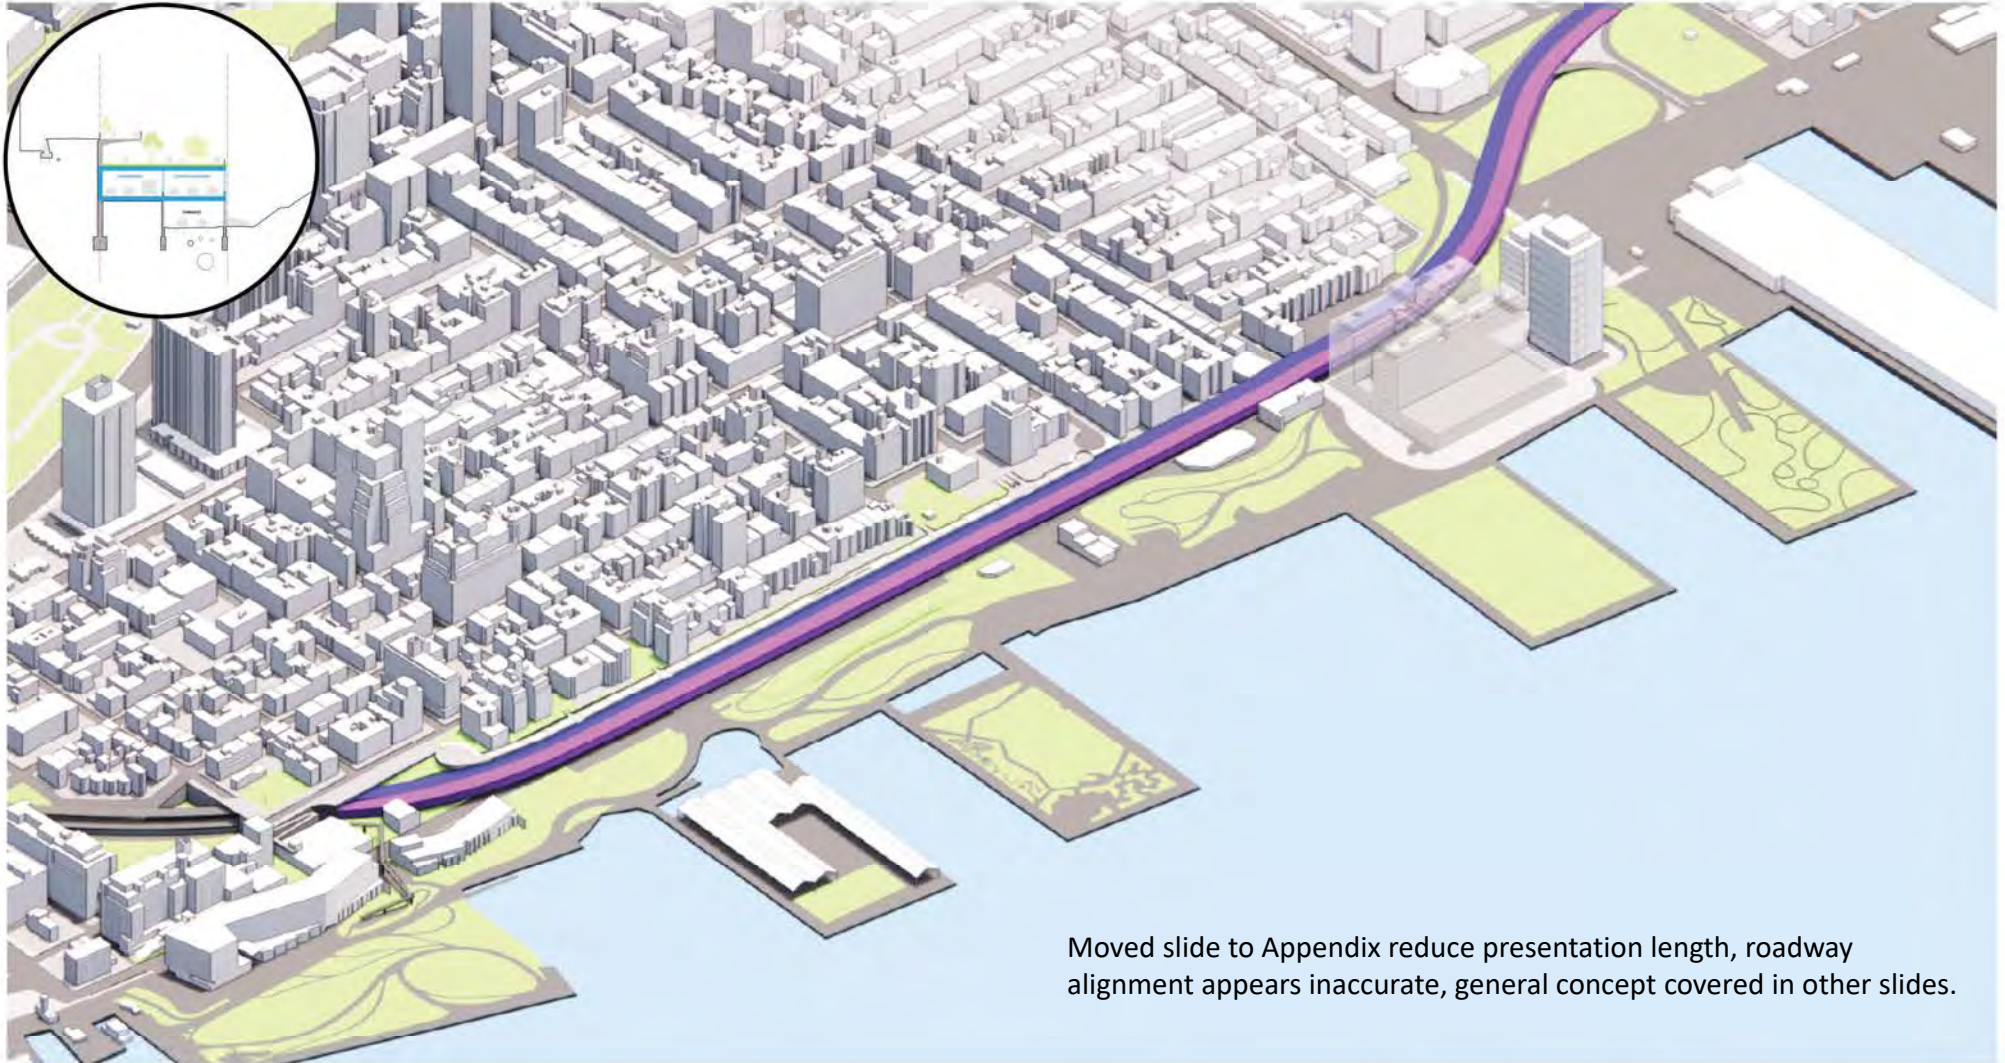 Moved slide to Appendix reduce presentation length, roadway
alignment appears inaccurate, general concept covered in other slides.